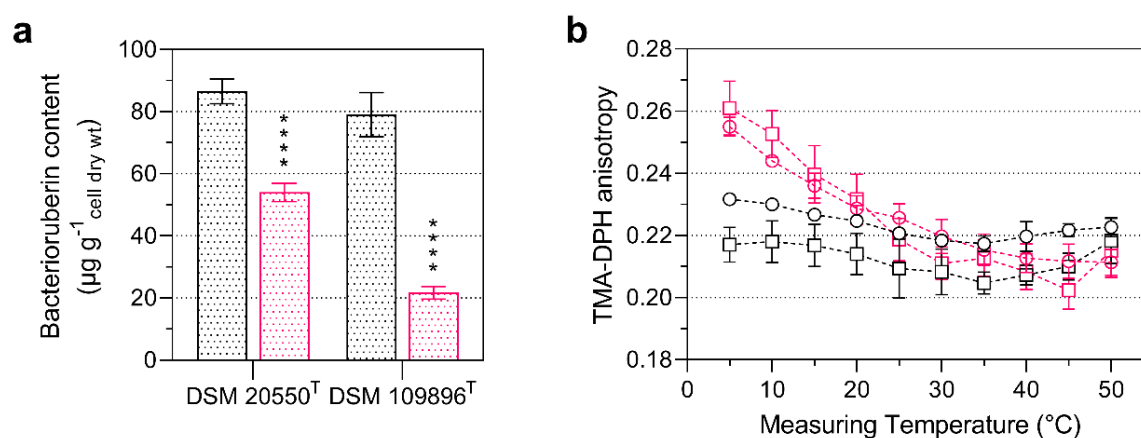 a
Bacterioruberin content
(µg g⁻¹ cell dry wt)
100
80
60
40
20
0
****
****
DSM 20550ᵀ DSM 109896ᵀ
b
TMA-DPH anisotropy
0.28
0.26
0.24
0.22
0.20
0.18
0 10 20 30 40 50
Measuring Temperature (°C)